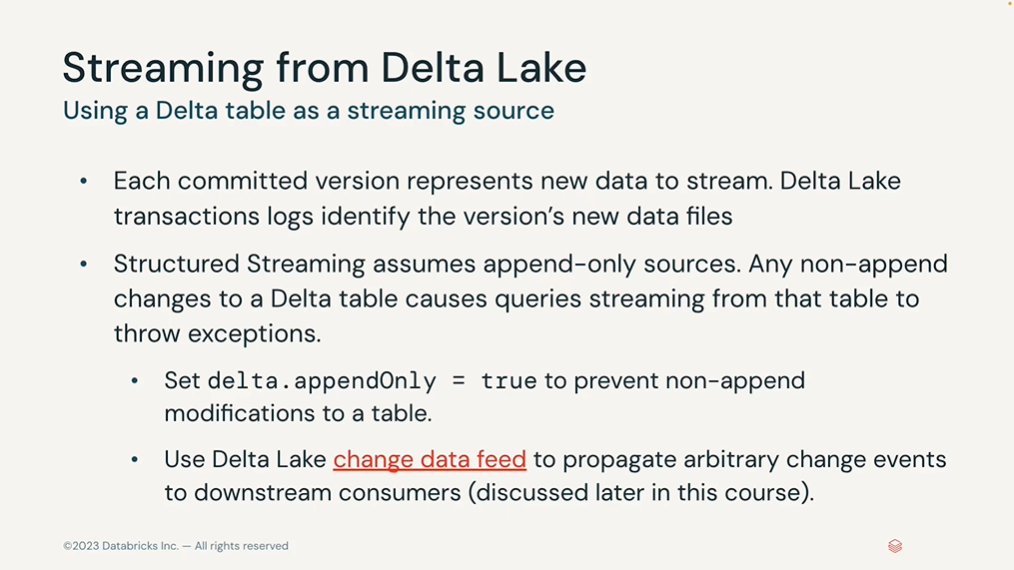 Streaming from Delta Lake
Using a Delta table as a streaming source
• Each committed version represents new data to stream. Delta Lake
transactions logs identify the version's new data files
• Structured Streaming assumes append-only sources. Any non-append
changes to a Delta table causes queries streaming from that table to
throw exceptions.
• Set delta.appendOnly = true to prevent non-append
modifications to a table.
• Use Delta Lake change data feed to propagate arbitrary change events
to downstream consumers (discussed later in this course).
©2023 Databricks Inc. — All rights reserved